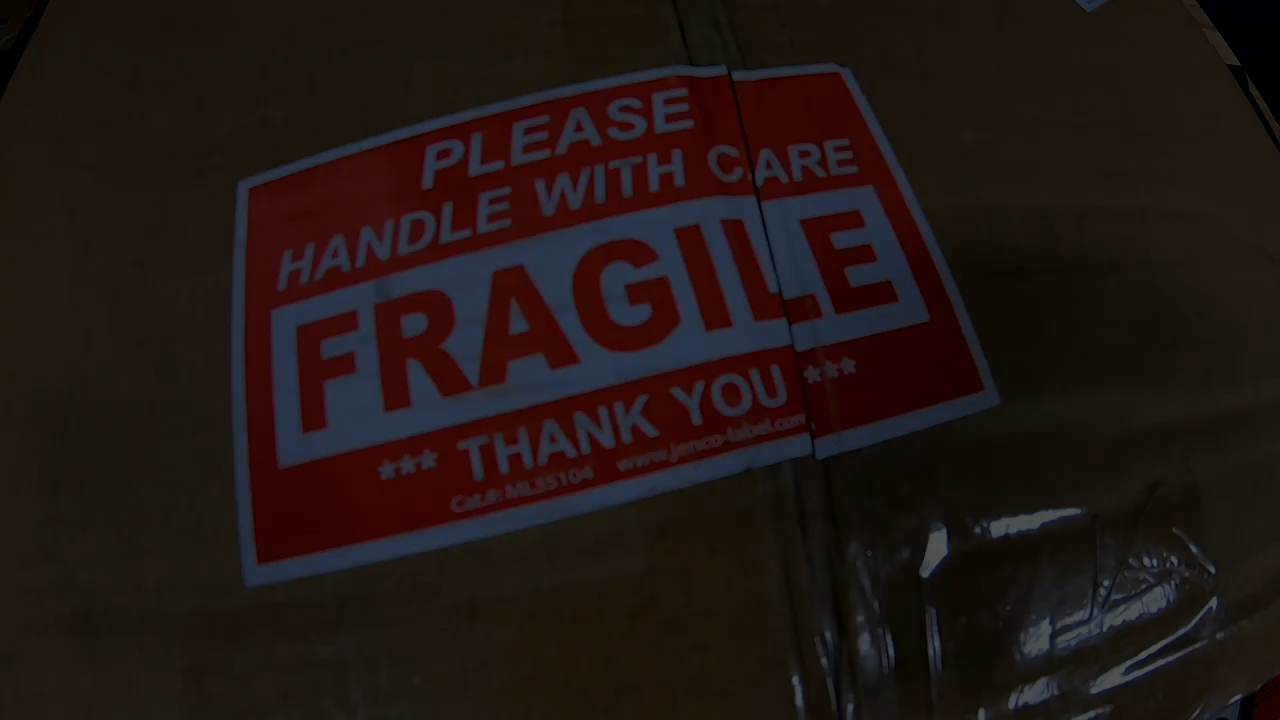 PLEASE
HANDLE WITH CARE
FRAGILE
*** THANK YOU ***
Cat.#: ML35104 www.jenco-label.com